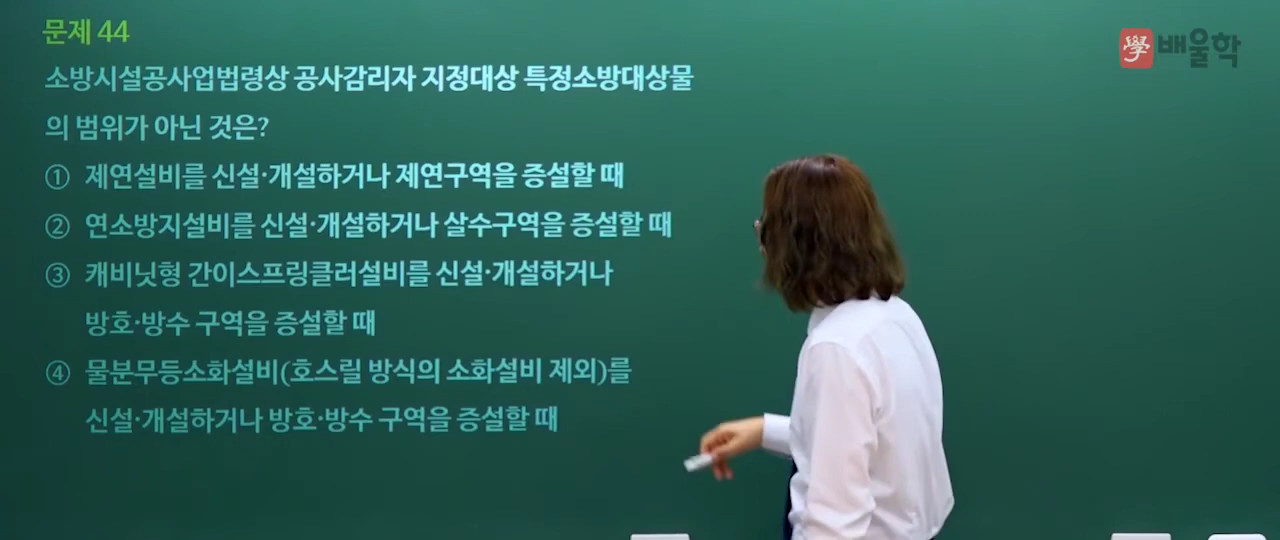 문제 44
學 배울학
소방시설공사업법령상 공사감리자 지정대상 특정소방대상물
의 범위가 아닌 것은?
① 제연설비를 신설·개설하거나 제연구역을 증설할 때
② 연소방지설비를 신설·개설하거나 살수구역을 증설할 때
③ 캐비닛형 간이스프링클러설비를 신설·개설하거나
방호·방수 구역을 증설할 때
④ 물분무등소화설비(호스릴 방식의 소화설비 제외)를
신설·개설하거나 방호·방수 구역을 증설할 때